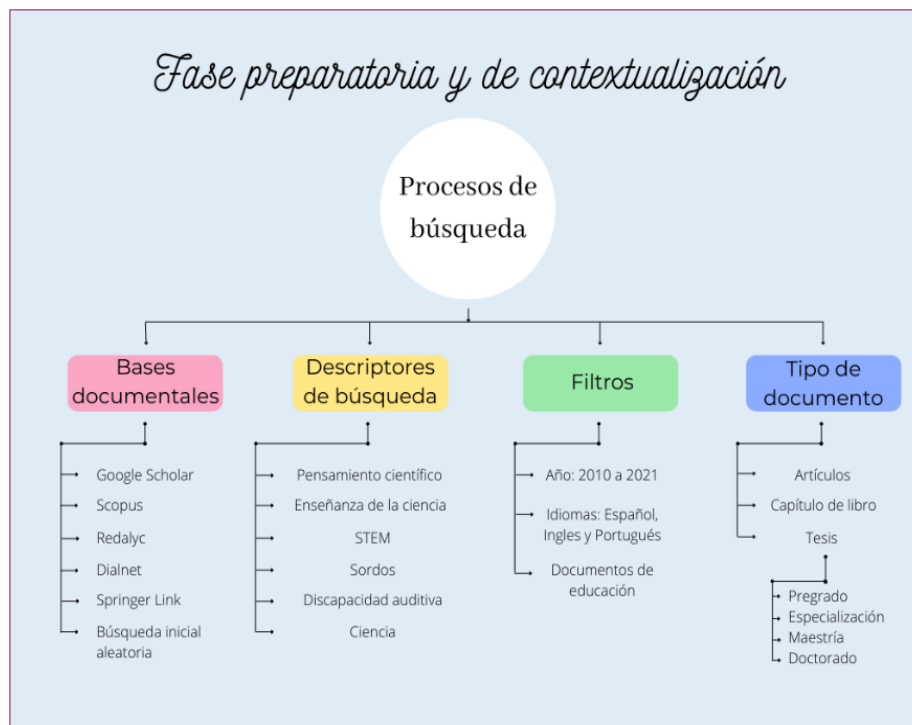 Fase preparatoria y de contextualización
Procesos de
búsqueda
Bases
documentales
Google Scholar
Scopus
Redalyc
Dialnet
Springer Link
Búsqueda inicial
aleatoria
Descriptores
de búsqueda
Pensamiento científico
Enseñanza de la ciencia
STEM
Sordos
Discapacidad auditiva
Ciencia
Filtros
Año: 2010 a 2021
Idiomas: Español,
Ingles y Portugués
Documentos de
educación
Tipo de
documento
Artículos
Capítulo de libro
Tesis
Pregrado
Especialización
Maestría
Doctorado